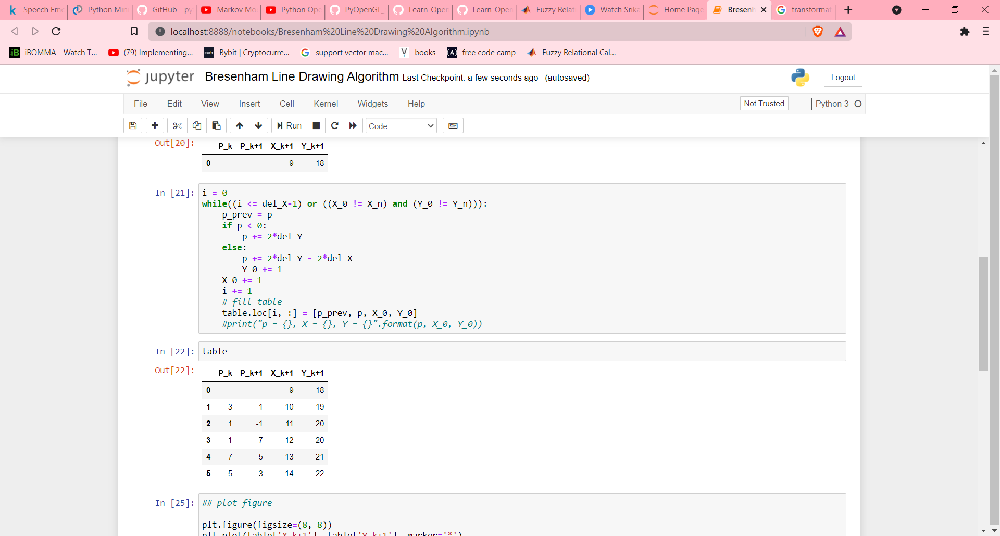 Speech Emo
Python Mini
GitHub - py
Markov Mo
Python Ope
PyOpenGL_
Learn-Open
Learn-Open
Fuzzy Relati
Watch Srika
Home Page
Bresenh
transformat
localhost:8888/notebooks/Bresenham%20Line%20Drawing%20Algorithm.ipynb
iBOMMA - Watch T...
(79) Implementing...
Bybit | Cryptocurre...
support vector mac...
books
free code camp
Fuzzy Relational Cal...
jupyter Bresenham Line Drawing Algorithm Last Checkpoint: a few seconds ago (autosaved)
Logout
File Edit View Insert Cell Kernel Widgets Help
Not Trusted
Python 3
Run
Code
Out[20]:
P_k P_k+1 X_k+1 Y_k+1
0 9 18
In [21]:
i = 0
while((i <= del_X-1) or ((X_0 != X_n) and (Y_0 != Y_n))):
p_prev = p
if p < 0:
p += 2*del_Y
else:
p += 2*del_Y - 2*del_X
Y_0 += 1
X_0 += 1
i += 1
# fill table
table.loc[i, :] = [p_prev, p, X_0, Y_0]
#print("p = {}, X = {}, Y = {}".format(p, X_0, Y_0))
In [22]:
table
Out[22]:
P_k P_k+1 X_k+1 Y_k+1
0 9 18
1 3 1 10 19
2 1 -1 11 20
3 -1 7 12 20
4 7 5 13 21
5 5 3 14 22
In [25]:
## plot figure
plt.figure(figsize=(8, 8))
plt.plot(table['X_k+1'], table['Y_k+1'], marker='*')